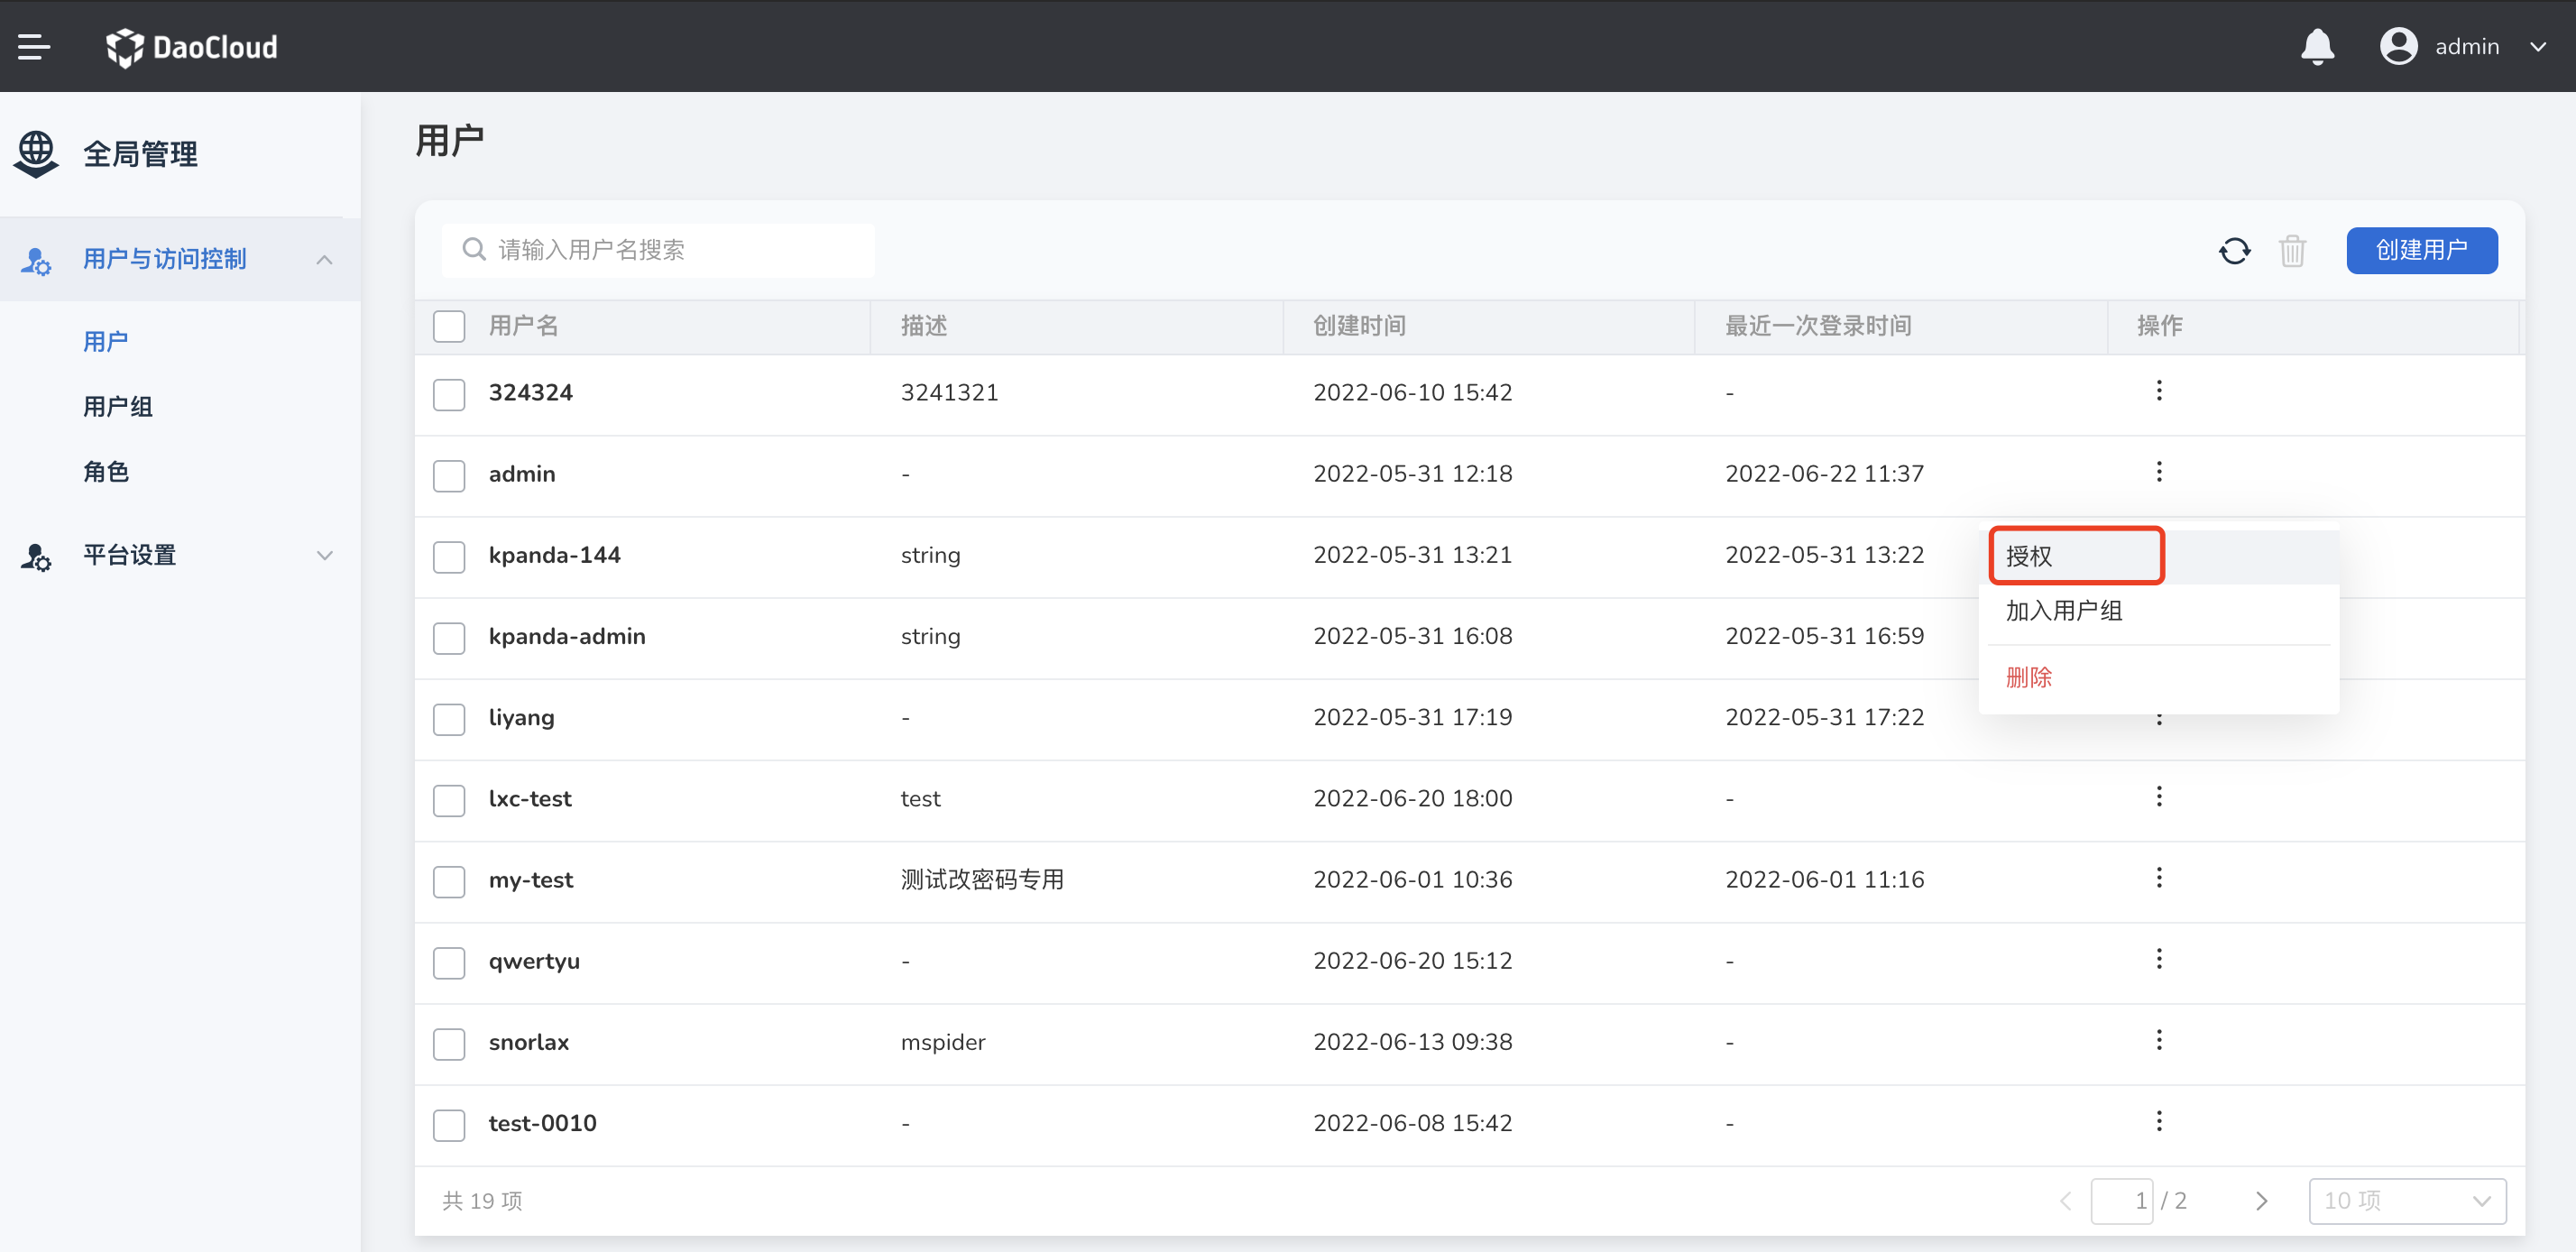 DaoCloud
admin
全局管理
用户与访问控制
用户
用户组
角色
平台设置
用户
请输入用户名搜索
创建用户
用户名 描述 创建时间 最近一次登录时间 操作
324324 3241321 2022-06-10 15:42 -
admin - 2022-05-31 12:18 2022-06-22 11:37
kpanda-144 string 2022-05-31 13:21 2022-05-31 13:22
kpanda-admin string 2022-05-31 16:08 2022-05-31 16:59
liyang - 2022-05-31 17:19 2022-05-31 17:22
lxc-test test 2022-06-20 18:00 -
my-test 测试改密码专用 2022-06-01 10:36 2022-06-01 11:16
qwertyu - 2022-06-20 15:12 -
snorlax mspider 2022-06-13 09:38 -
test-0010 - 2022-06-08 15:42 -
授权
加入用户组
删除
共 19 项
1 / 2
10 项